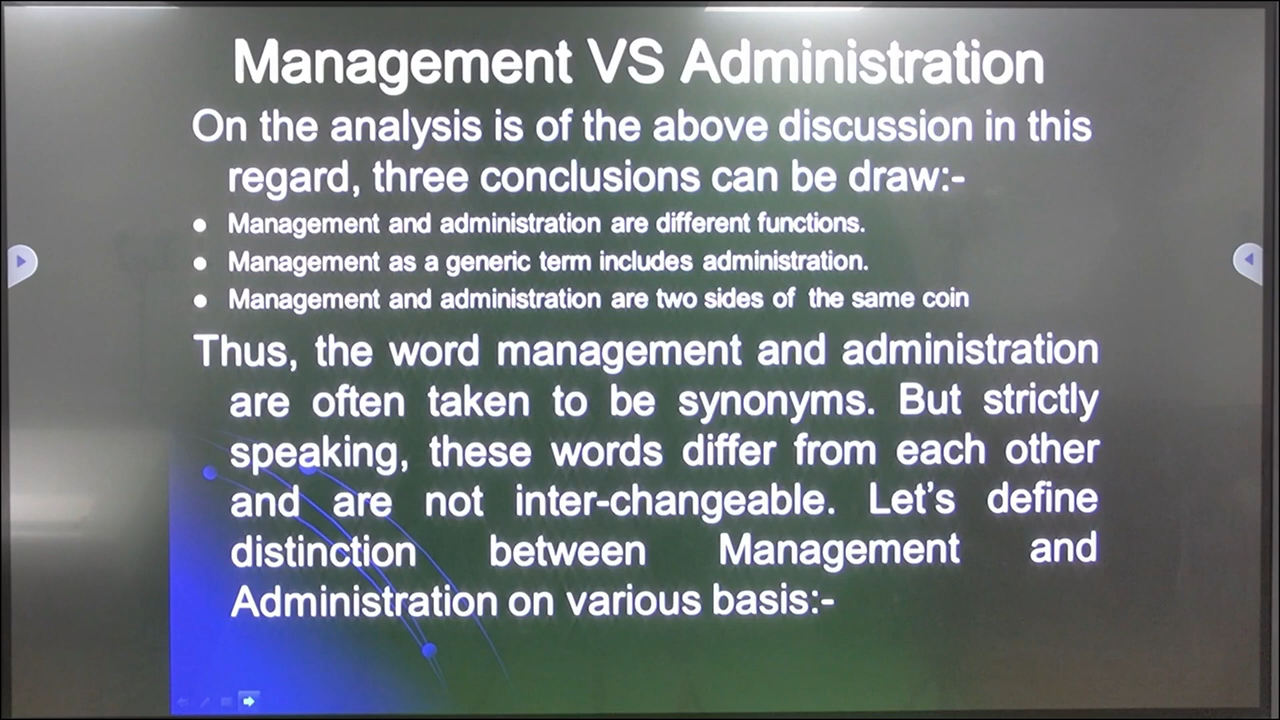 Management VS Administration
On the analysis is of the above discussion in this
regard, three conclusions can be draw:-
● Management and administration are different functions.
● Management as a generic term includes administration.
● Management and administration are two sides of the same coin
Thus, the word management and administration
are often taken to be synonyms. But strictly
speaking, these words differ from each other
and are not inter-changeable. Let's define
distinction between Management and
Administration on various basis:-